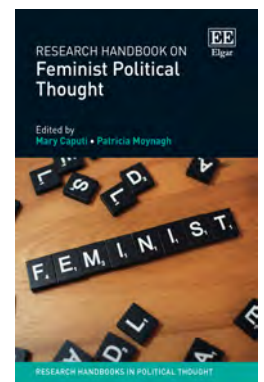 RESEARCH HANDBOOK ON
Feminist Political
Thought
EE
Elgar
Edited by
Mary Caputi • Patricia Moynagh
L D
S
F E M I N I S T
RESEARCH HANDBOOKS IN POLITICAL THOUGHT